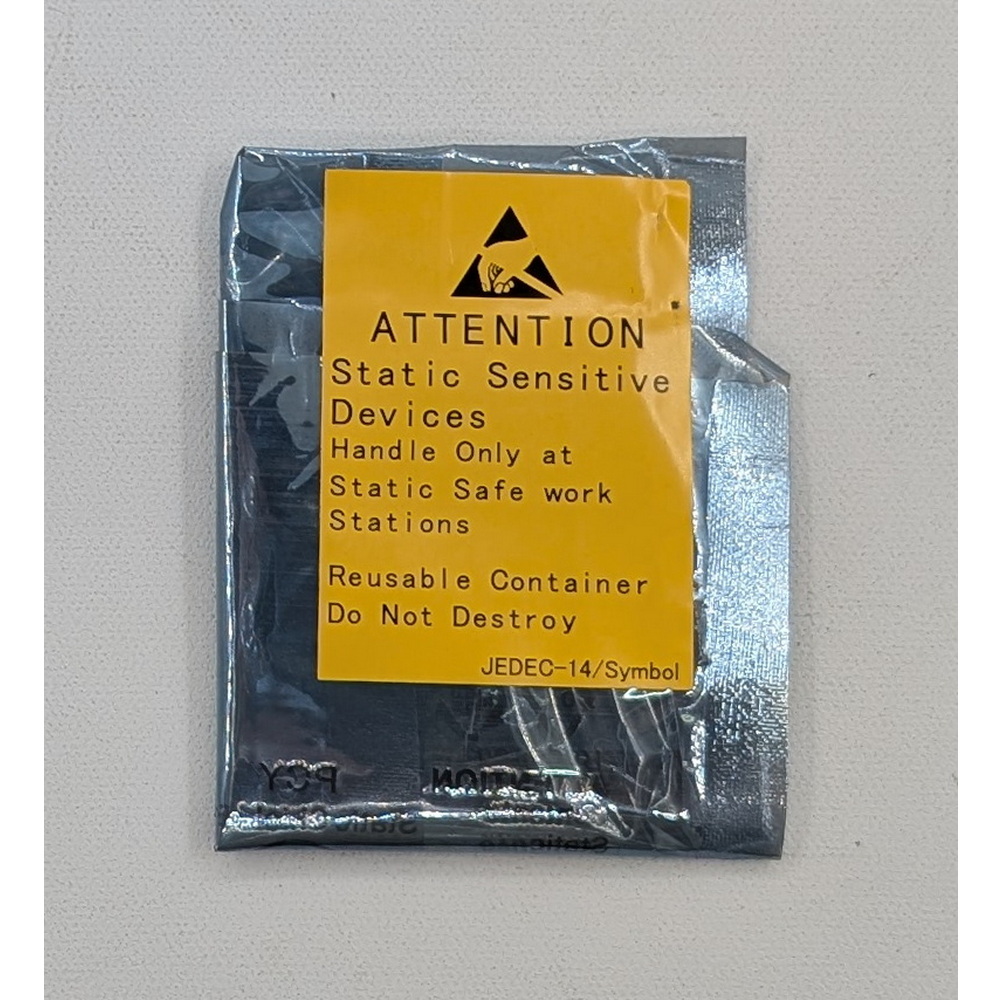 ATTENTION
Static Sensitive
Devices
Handle Only at
Static Safe work
Stations
Reusable Container
Do Not Destroy
JEDEC-14/Symbol
PCY